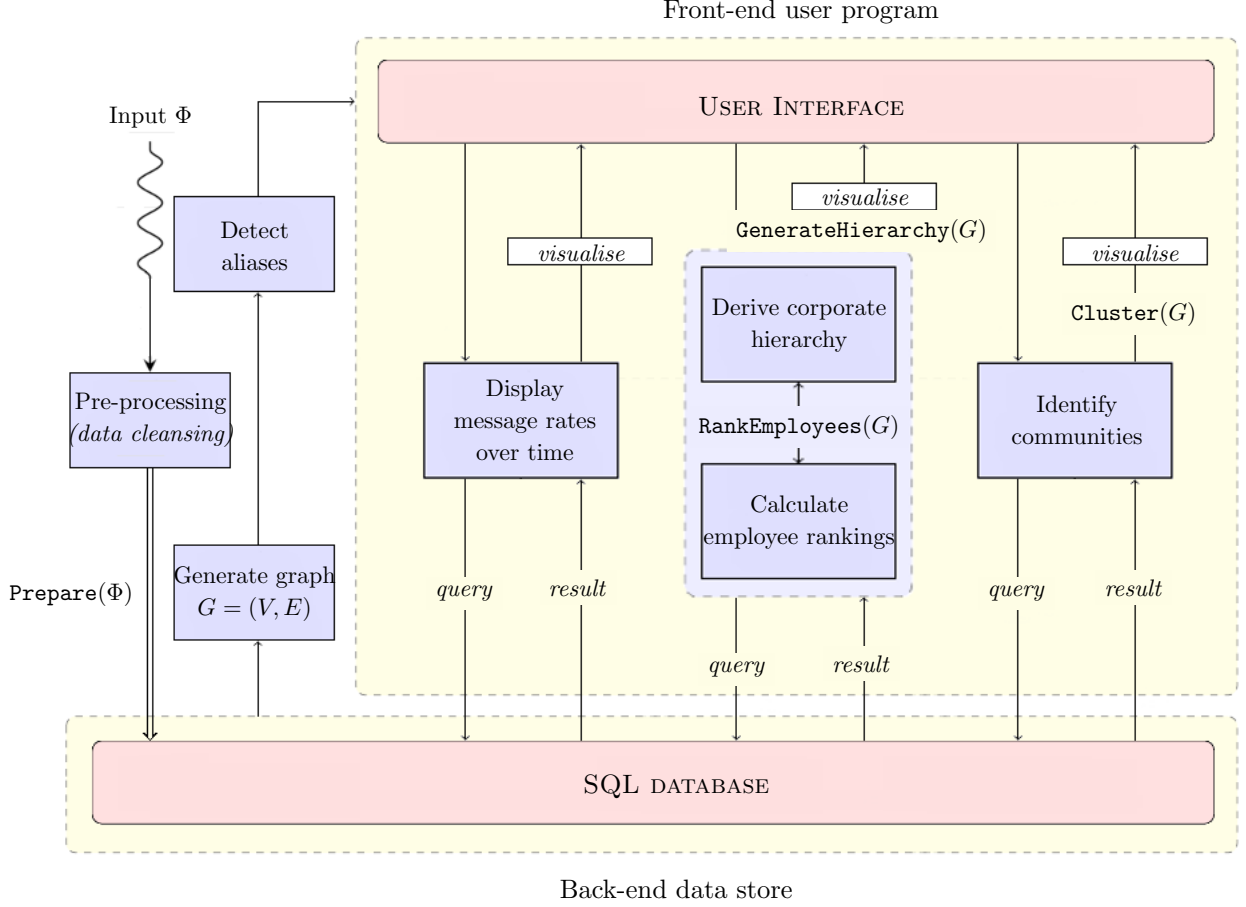 Front-end user program
USER INTERFACE
Input Φ
visualise
Detect
aliases
GenerateHierarchy(G)
visualise
visualise
Derive corporate
hierarchy
Cluster(G)
Pre-processing
(data cleansing)
Display
message rates
over time
RankEmployees(G)
Identify
communities
Calculate
employee rankings
Prepare(Φ)
Generate graph
G = (V, E)
query
result
query
result
query
result
SQL DATABASE
Back-end data store